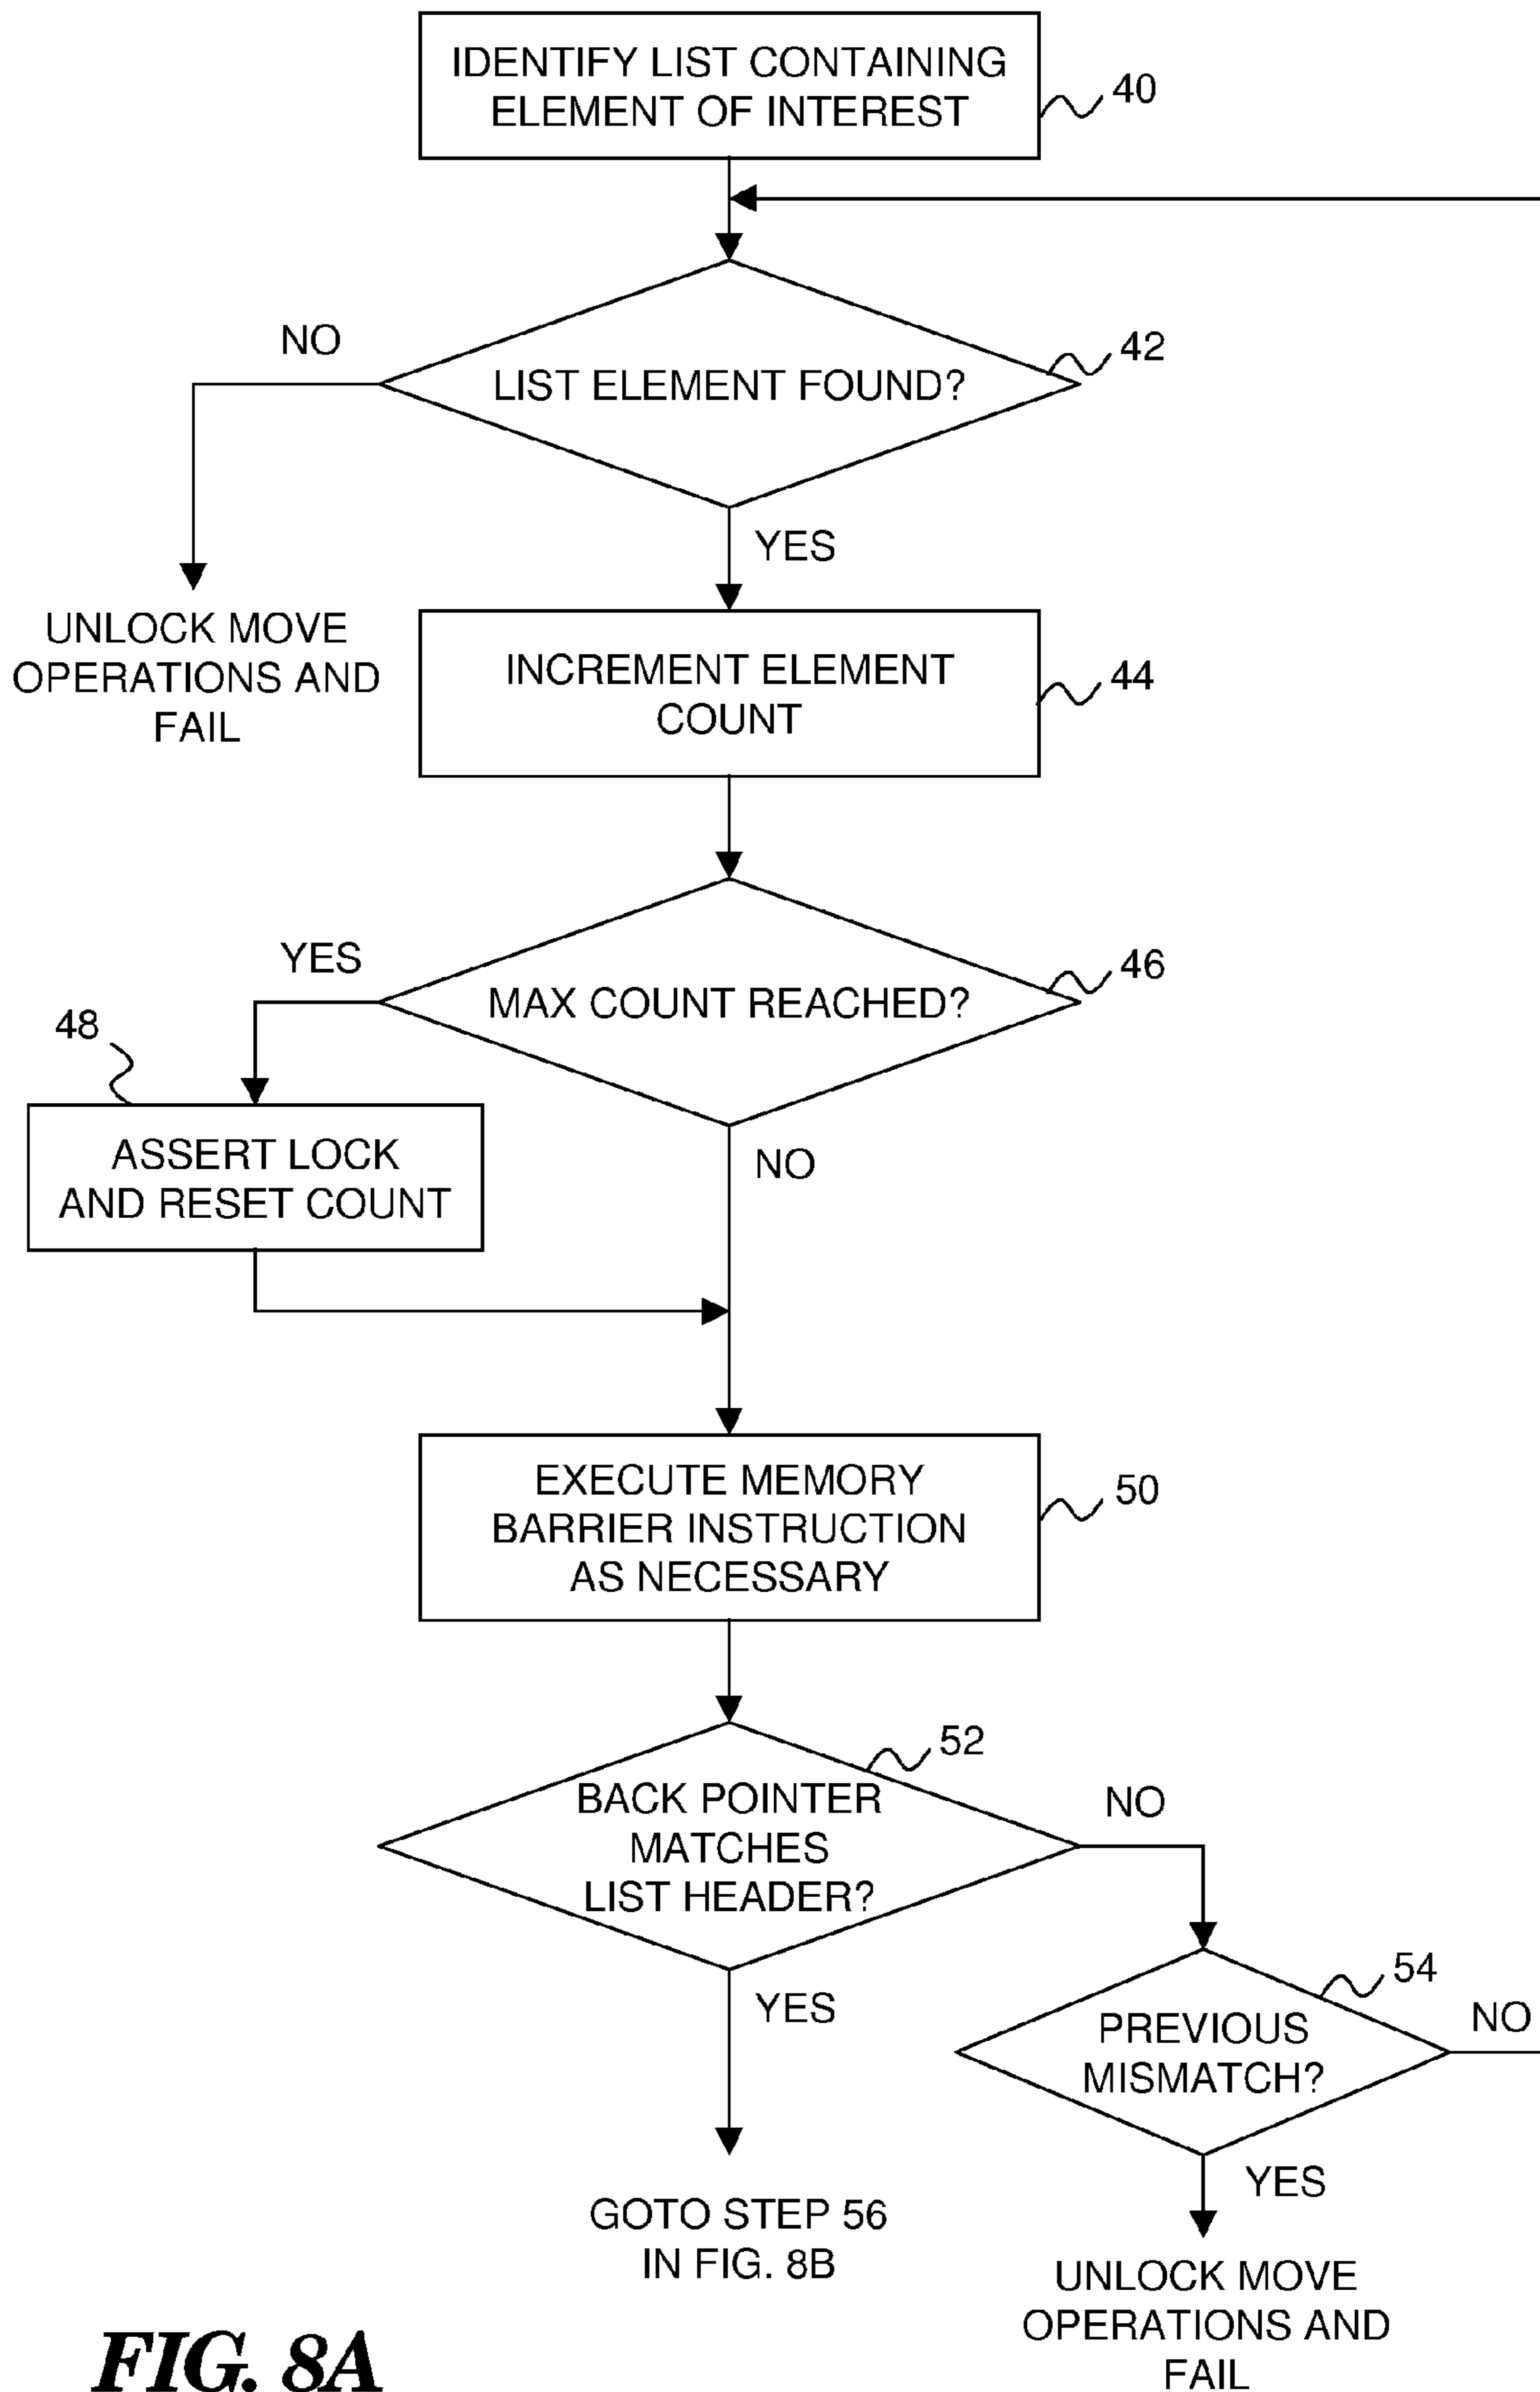 IDENTIFY LIST CONTAINING
ELEMENT OF INTEREST
40
NO
LIST ELEMENT FOUND?
42
YES
UNLOCK MOVE
OPERATIONS AND
FAIL
INCREMENT ELEMENT
COUNT
44
YES
MAX COUNT REACHED?
46
48
NO
ASSERT LOCK
AND RESET COUNT
EXECUTE MEMORY
BARRIER INSTRUCTION
AS NECESSARY
50
52
BACK POINTER
MATCHES
LIST HEADER?
NO
YES
54
PREVIOUS
MISMATCH?
NO
YES
GOTO STEP 56
IN FIG. 8B
UNLOCK MOVE
OPERATIONS AND
FAIL
FIG. 8A